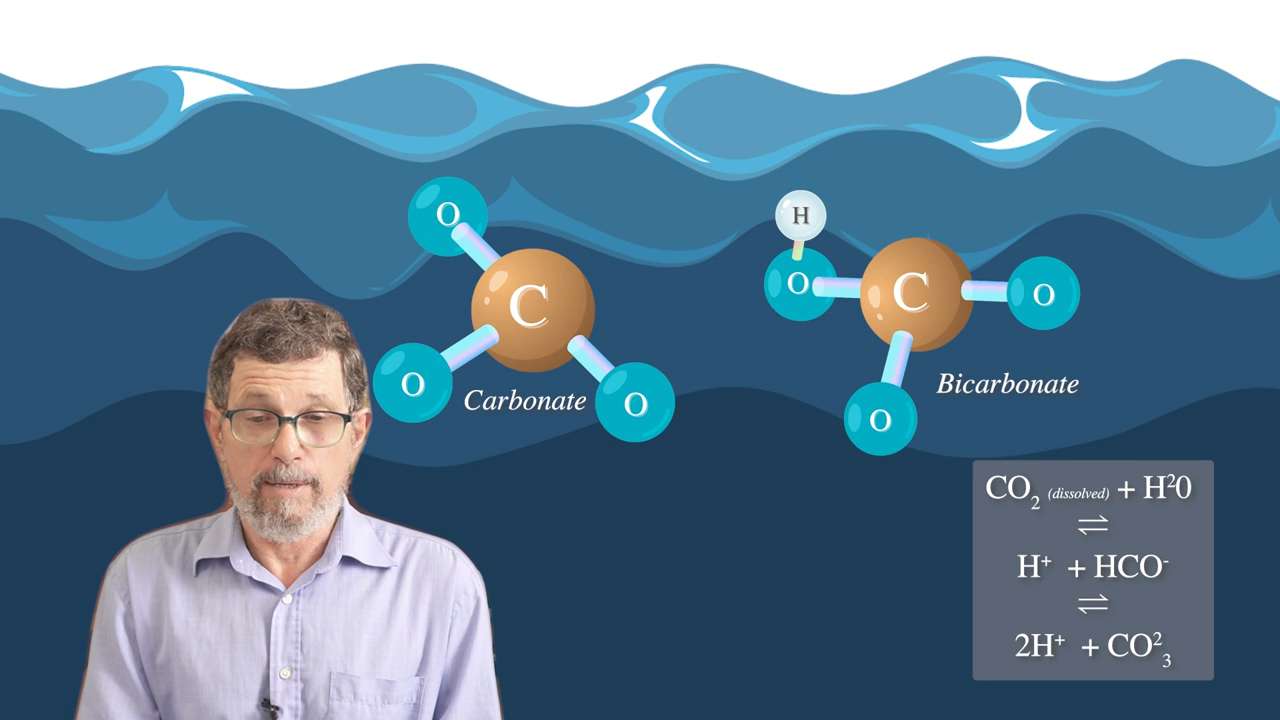 O
H
O
C
O
C
O
O
Carbonate
O
Bicarbonate
O
CO₂ (dissolved) + H²0
⇌
H⁺ + HCO⁻
⇌
2H⁺ + CO²₃